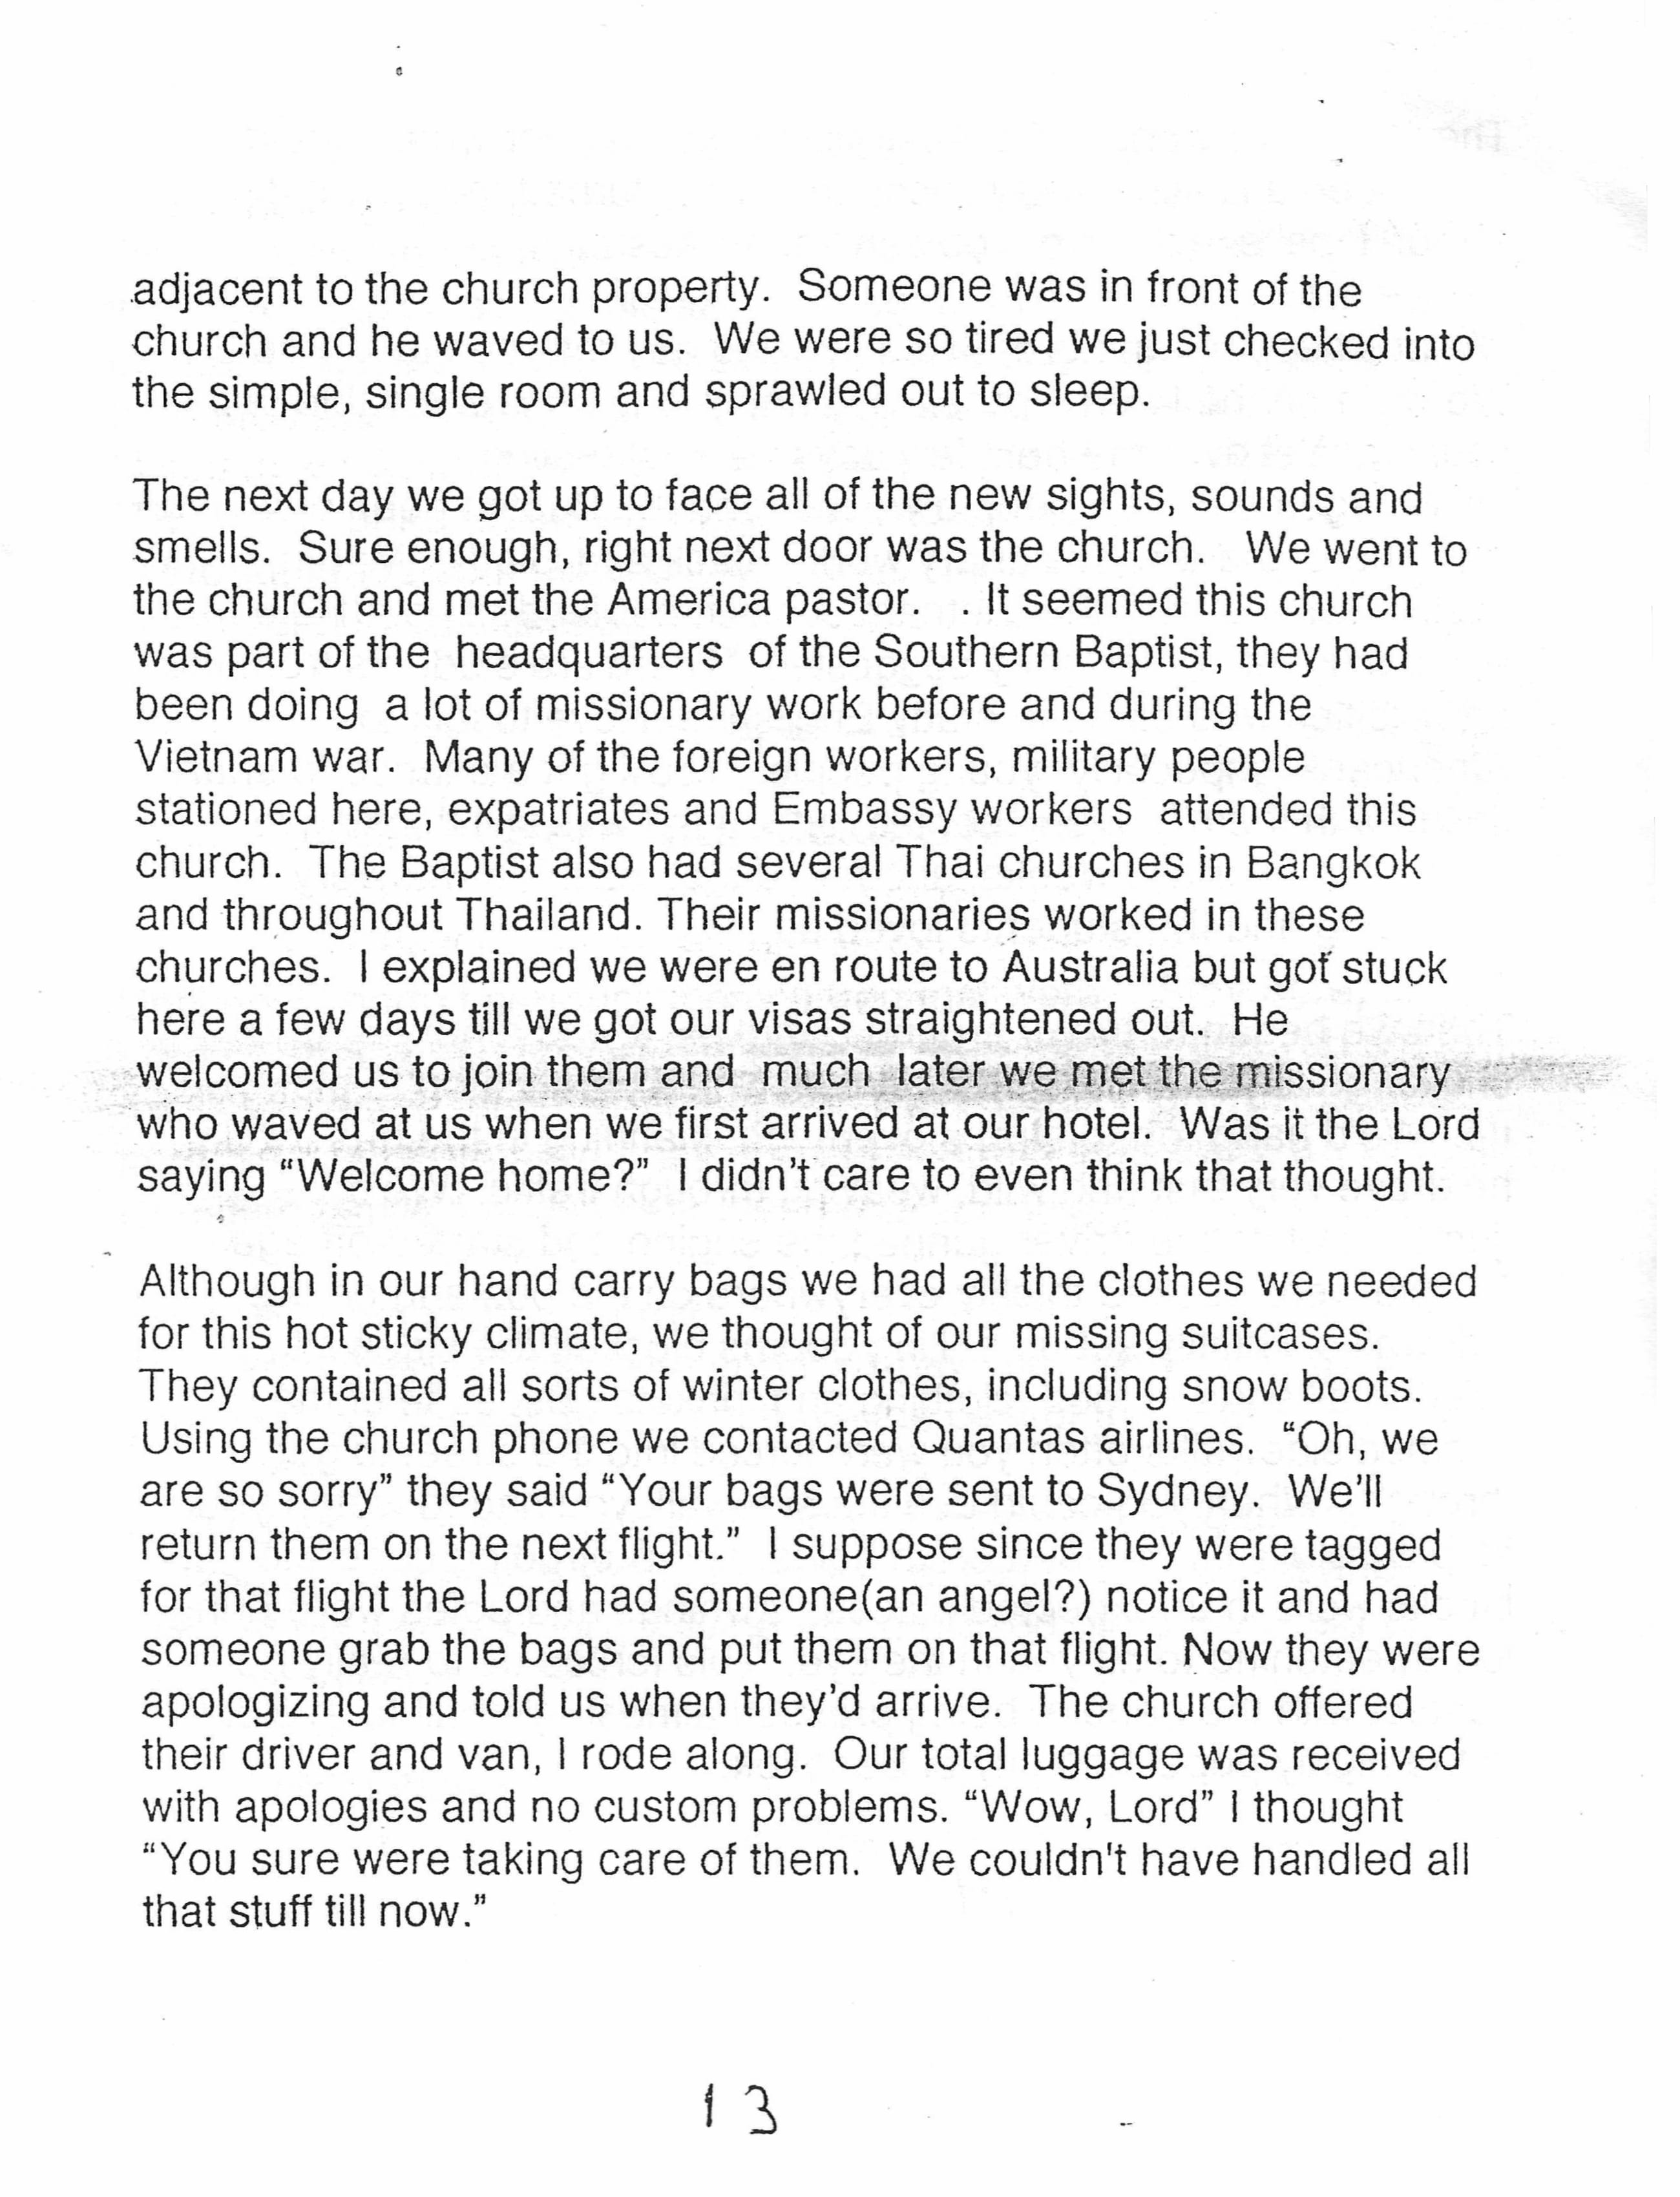 adjacent to the church property.  Someone was in front of the
church and he waved to us.  We were so tired we just checked into
the simple, single room and sprawled out to sleep.

The next day we got up to face all of the new sights, sounds and
smells.  Sure enough, right next door was the church.   We went to
the church and met the America pastor.   . It seemed this church
was part of the  headquarters  of the Southern Baptist, they had
been doing  a lot of missionary work before and during the
Vietnam war.  Many of the foreign workers, military people
stationed here, expatriates and Embassy workers  attended this
church.  The Baptist also had several Thai churches in Bangkok
and throughout Thailand. Their missionaries worked in these
churches.  I explained we were en route to Australia but got stuck
here a few days till we got our visas straightened out.  He
welcomed us to join them and  much  later we met the missionary
who waved at us when we first arrived at our hotel.  Was it the Lord
saying “Welcome home?”  I didn’t care to even think that thought.

Although in our hand carry bags we had all the clothes we needed
for this hot sticky climate, we thought of our missing suitcases.
They contained all sorts of winter clothes, including snow boots.
Using the church phone we contacted Quantas airlines.  “Oh, we
are so sorry” they said “Your bags were sent to Sydney.  We’ll
return them on the next flight.”  I suppose since they were tagged
for that flight the Lord had someone(an angel?) notice it and had
someone grab the bags and put them on that flight. Now they were
apologizing and told us when they’d arrive.  The church offered
their driver and van, I rode along.  Our total luggage was received
with apologies and no custom problems. “Wow, Lord” I thought
“You sure were taking care of them.  We couldn't have handled all
that stuff till now.”

13